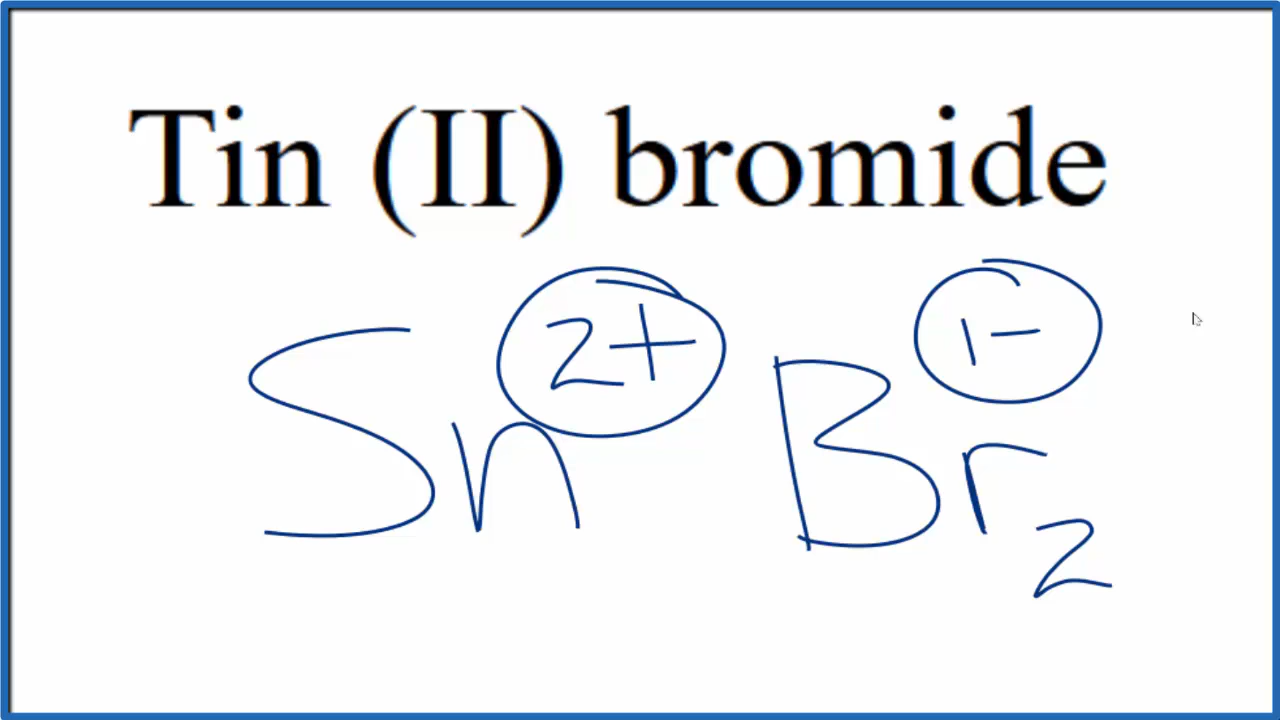 Tin (II) bromide
Sn²⁺ Br¹⁻₂